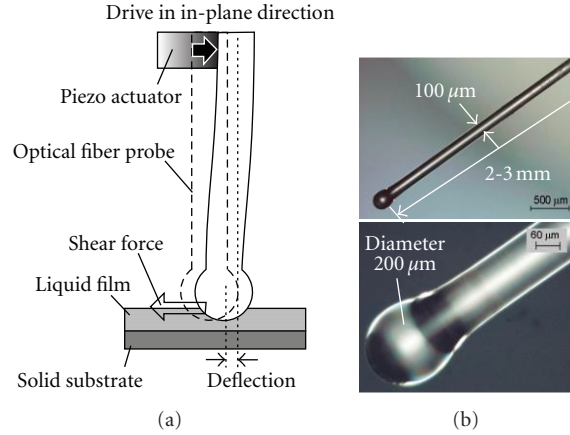 Drive in in-plane direction
Piezo actuator
Optical fiber probe
Shear force
Liquid film
Solid substrate
Deflection
(a)
100 μm
2-3 mm
500 μm
Diameter
200 μm
60 μm
(b)